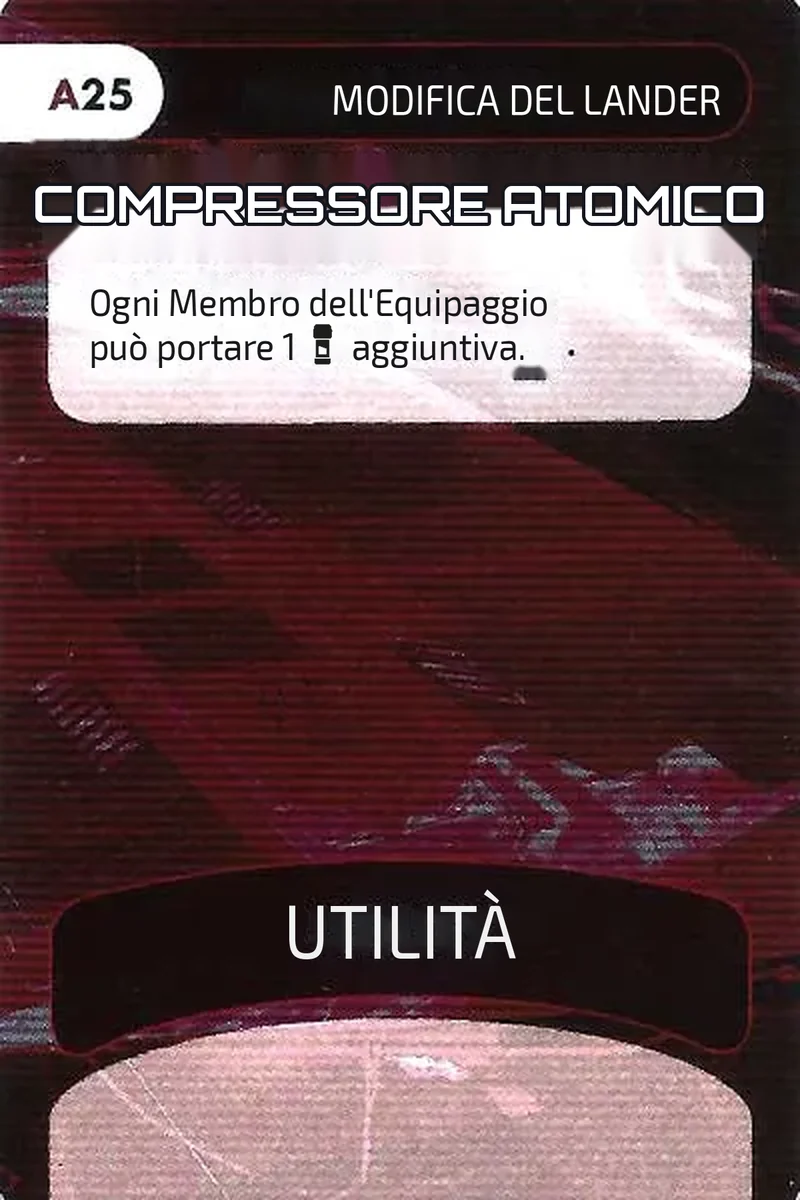 A25
MODIFICA DEL LANDER
COMPRESSORE ATOMICO
Ogni Membro dell'Equipaggio
può portare 1 aggiuntiva.
UTILITÀ